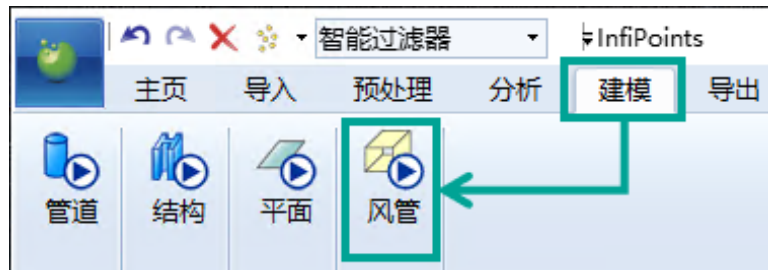 智能过滤器 InfiPoints
主页 导入 预处理 分析 建模 导出
管道 结构 平面 风管